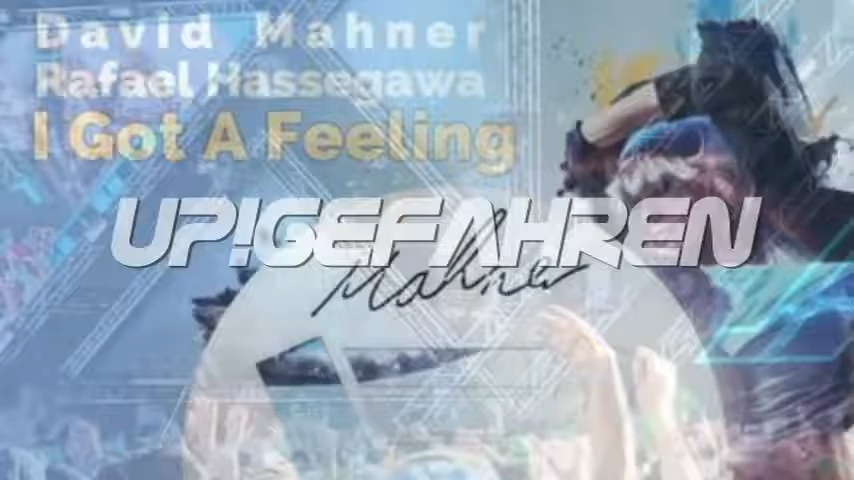 David Mahner
Rafael Hassegawa
I Got A Feeling
UP!GEFAHREN
Mahner